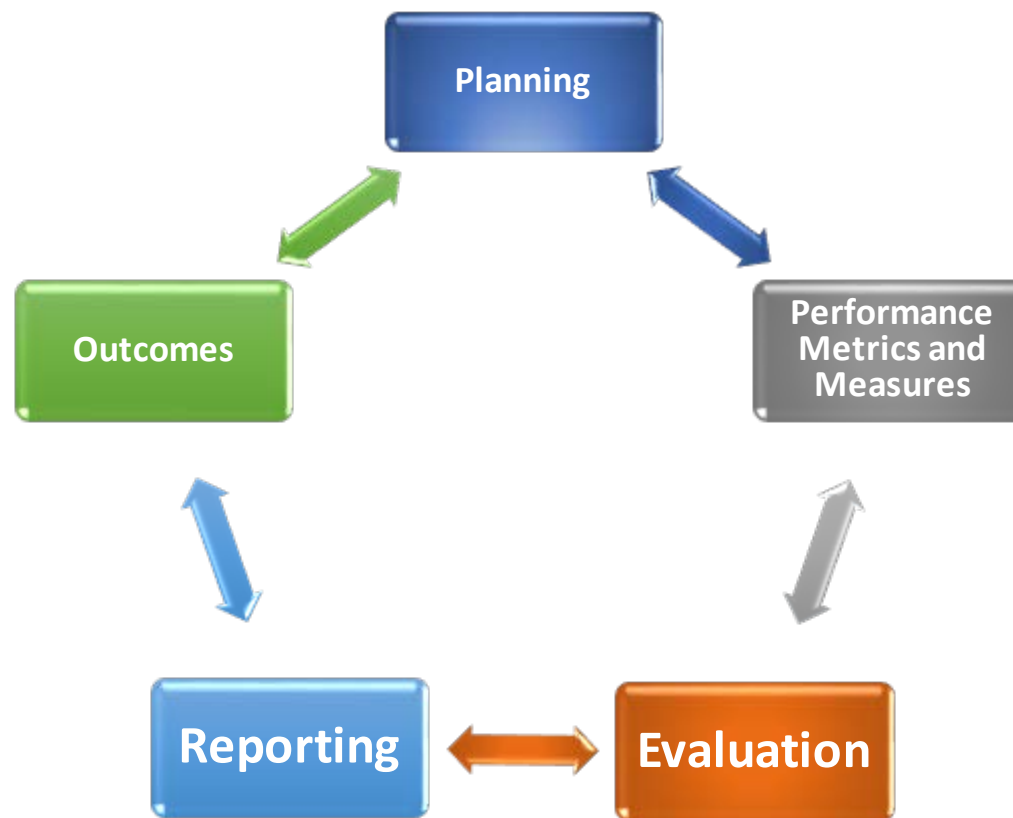 Planning
Outcomes
Performance
Metrics and
Measures
Reporting
Evaluation